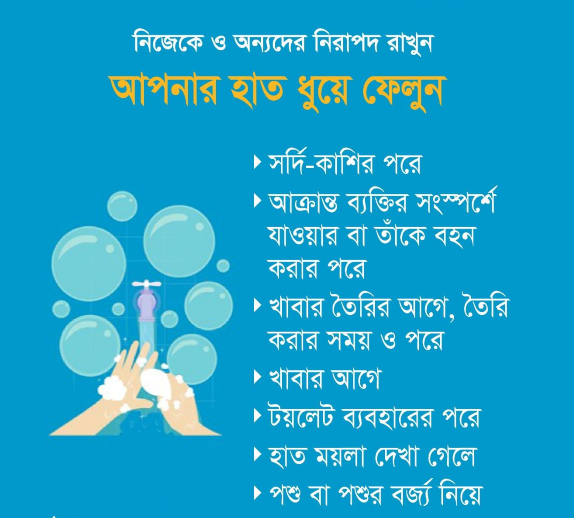 নিজেকে ও অন্যদের নিরাপদ রাখুন
আপনার হাত ধুয়ে ফেলুন
সর্দি-কাশির পরে
আক্রান্ত ব্যক্তির সংস্পর্শে
যাওয়ার বা তাঁকে বহন
করার পরে
খাবার তৈরির আগে, তৈরি
করার সময় ও পরে
খাবার আগে
টয়লেট ব্যবহারের পরে
হাত ময়লা দেখা গেলে
পশু বা পশুর বর্জ্য নিয়ে